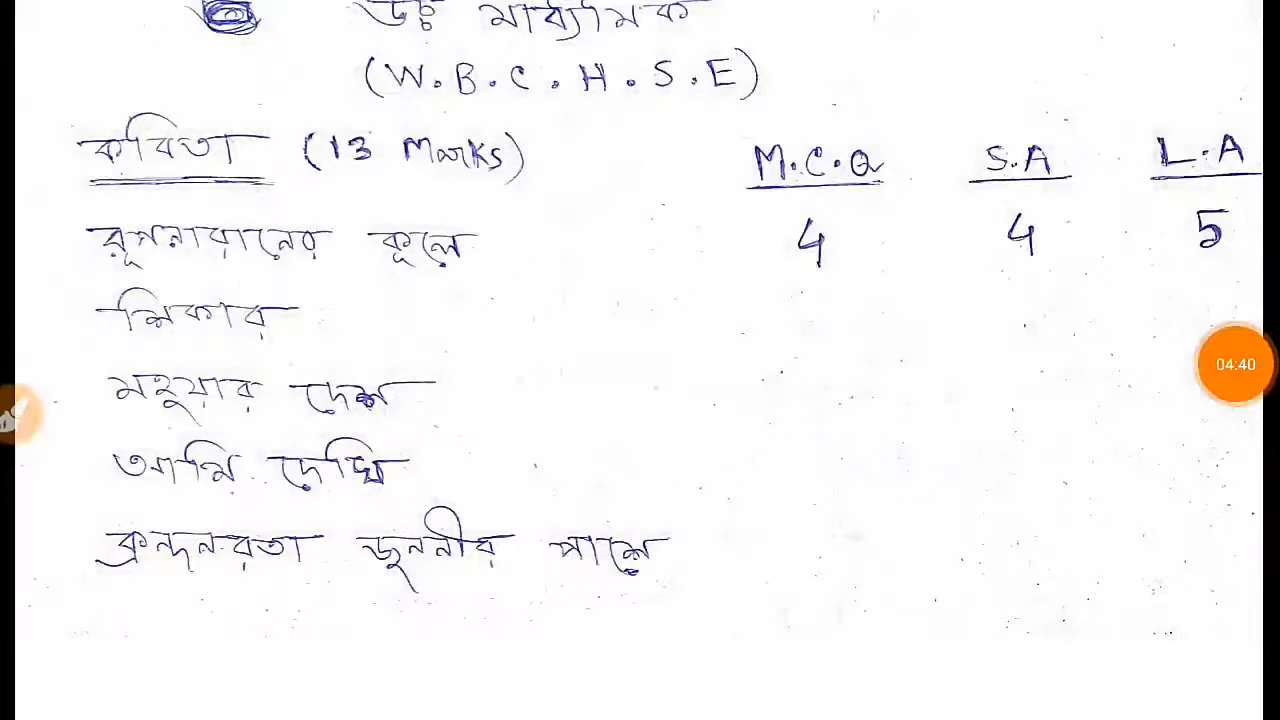 উচ্চ মাধ্যমিক
(W.B.C.H.S.E)
কবিতা (13 Marks) M.C.Q S.A L.A
রূপনারানের কূলে 4 4 5
শিকার
মহুয়ার দেশ
04:40
আমি দেখি
ক্রন্দনরতা জননীর পাশে